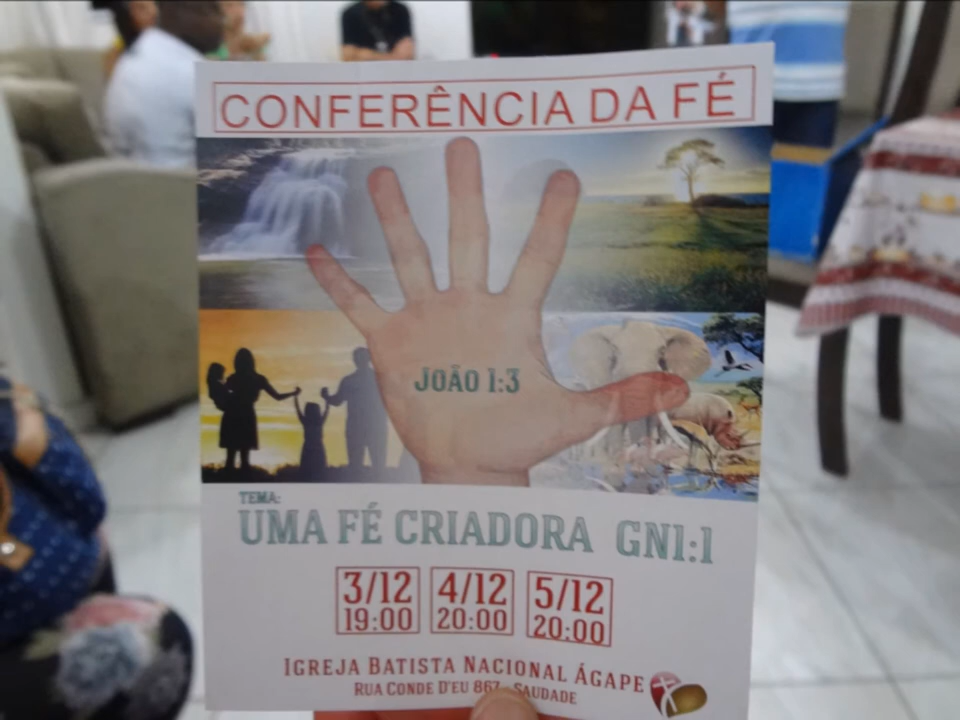 CONFERÊNCIA DA FÉ
JOÃO 1:3
TEMA:
UMA FÉ CRIADORA GN1:1
3/12 4/12 5/12
19:00 20:00 20:00
IGREJA BATISTA NACIONAL ÁGAPE
RUA CONDE D'EU 867 SAUDADE